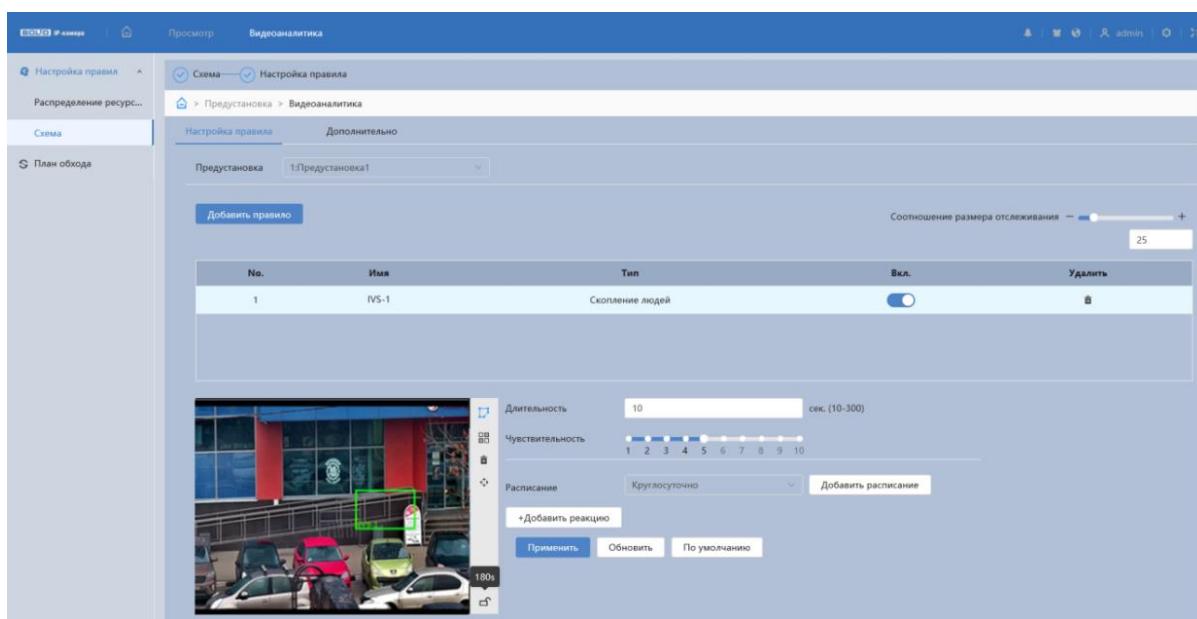 BOLID IP-камера Просмотр Видеоаналитика admin
Настройка правил
Распределение ресурс...
Схема
План обхода
Схема Настройка правила
> Предустановка > Видеоаналитика
Настройка правила Дополнительно
Предустановка 1:Предустановка1
Добавить правило Соотношение размера отслеживания − +
25
No. Имя Тип Вкл. Удалить
1 IVS-1 Скопление людей
Длительность 10 сек. (10-300)
Чувствительность
1 2 3 4 5 6 7 8 9 10
Расписание Круглосуточно Добавить расписание
+Добавить реакцию
Применить Обновить По умолчанию
180s